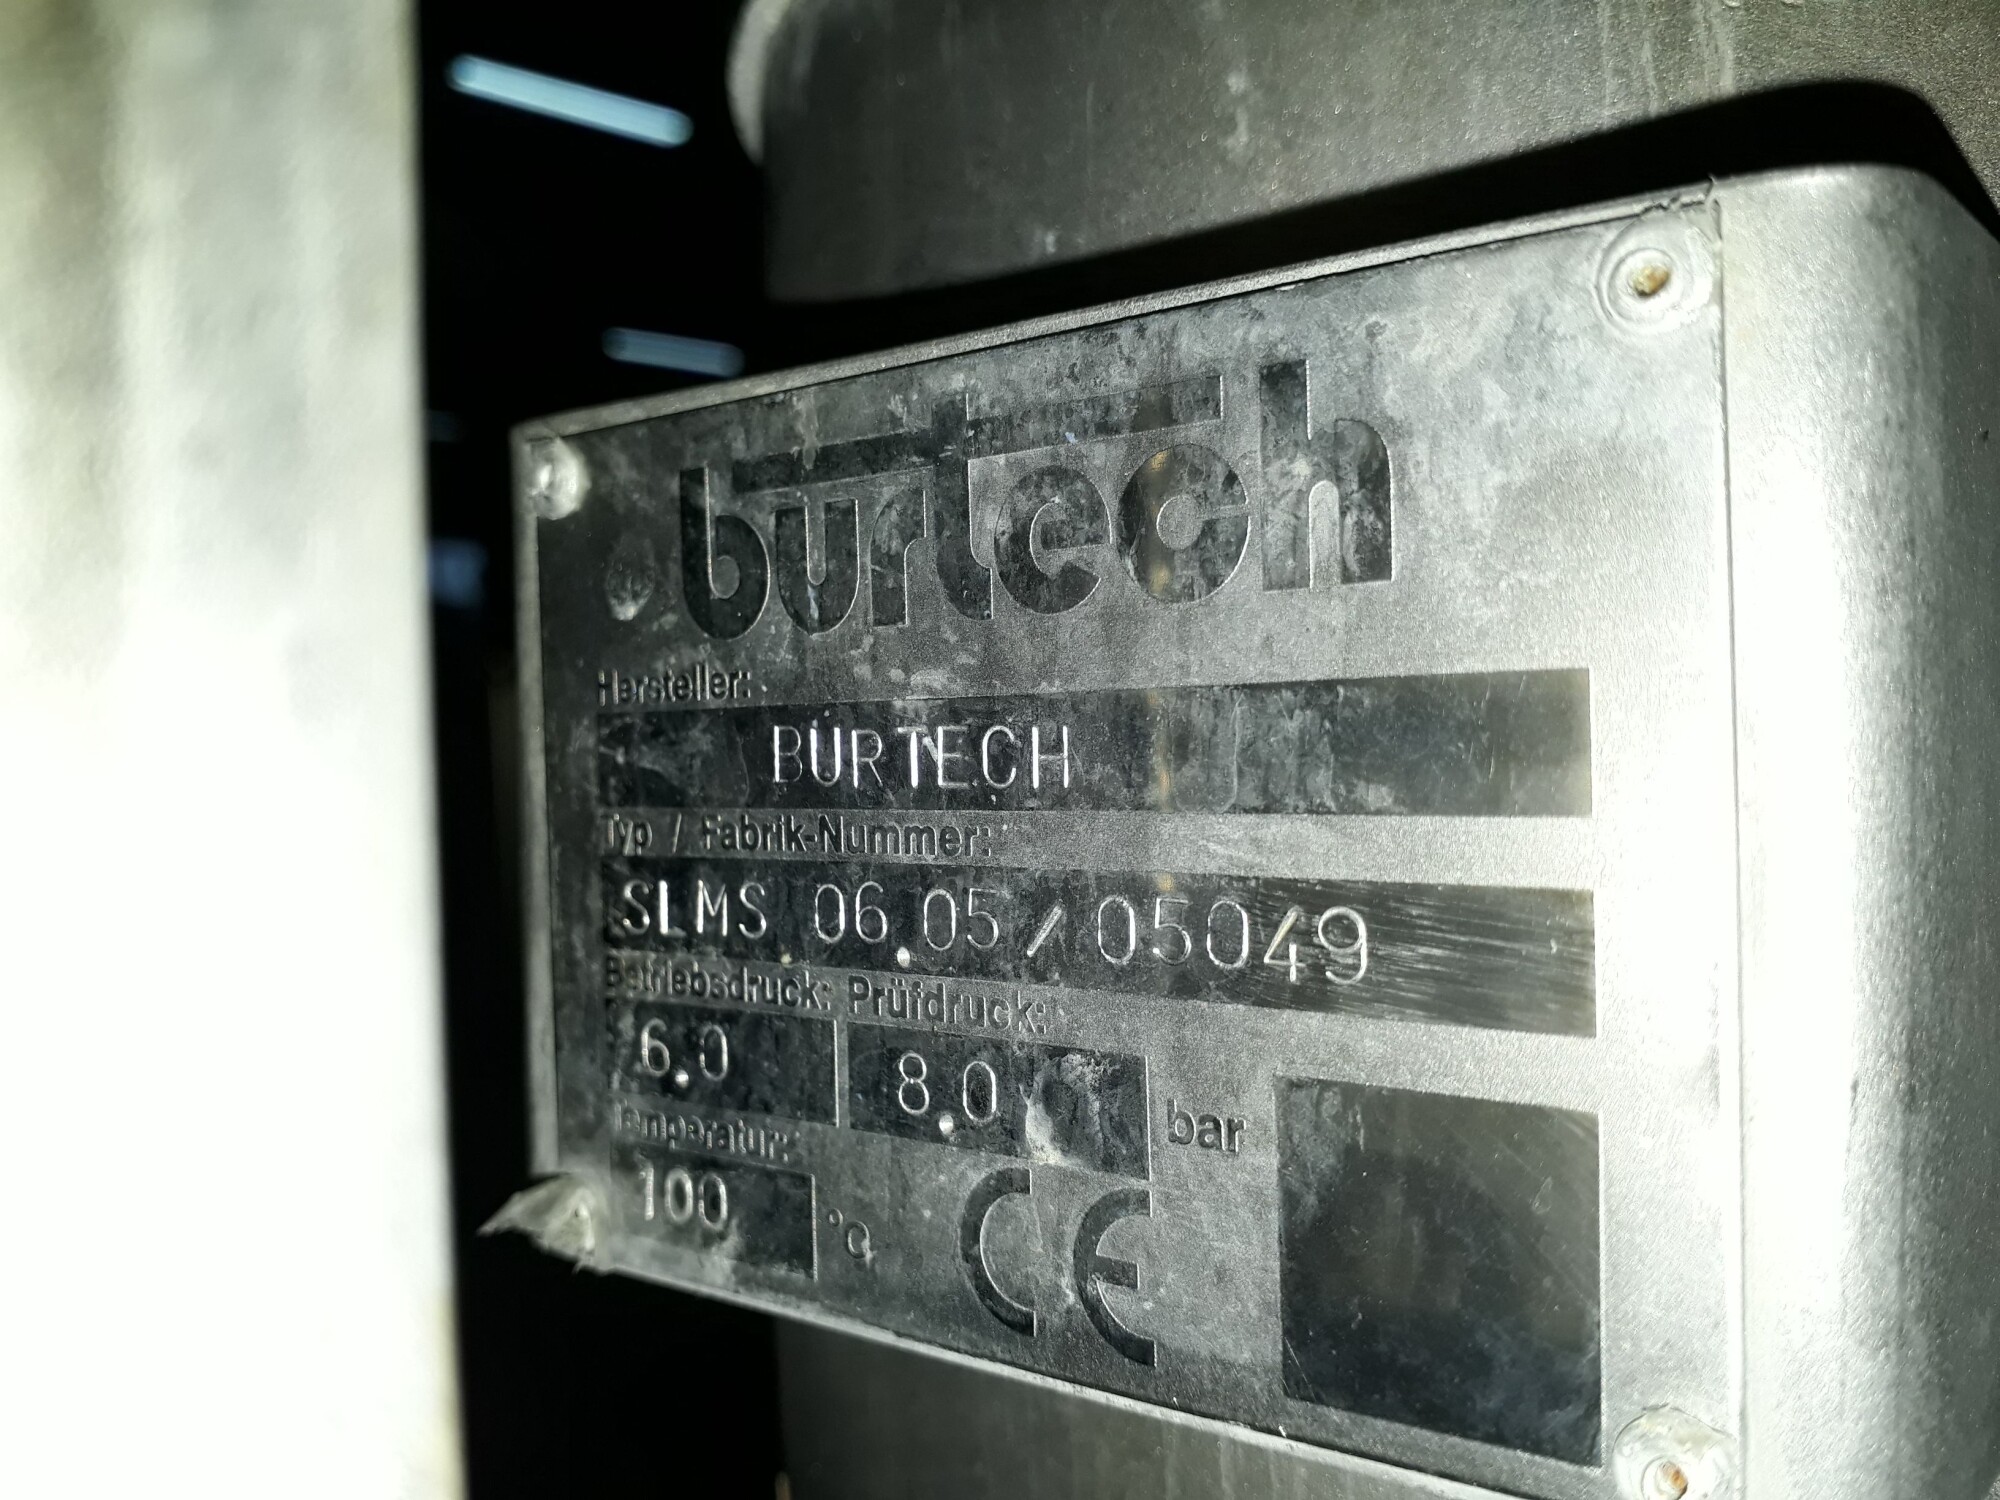 bürtech
Hersteller:
BÜRTECH
Typ / Fabrik-Nummer:
SLMS 06.05/05049
Betriebsdruck: Prüfdruck:
6.0 8.0 bar
Temperatur:
100 °C CE